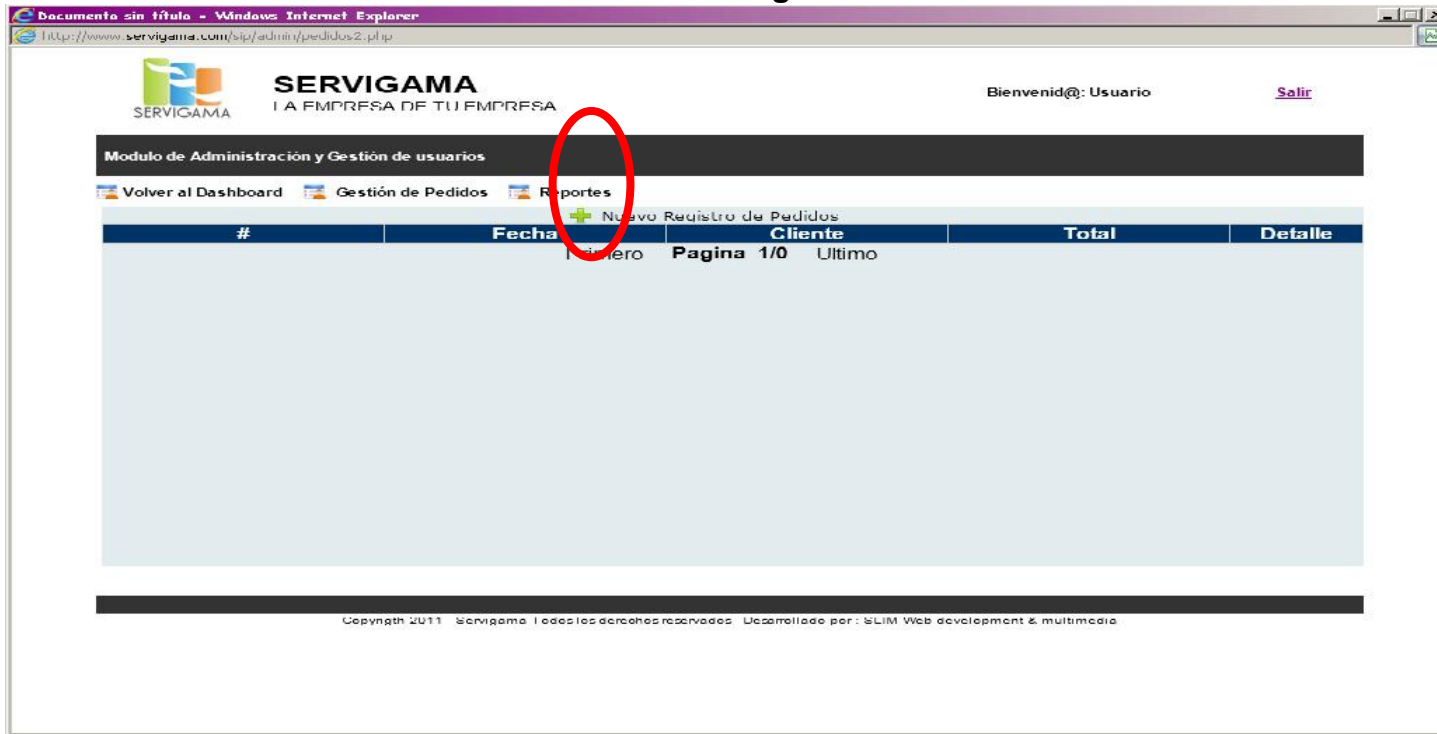 Documento sin título - Windows Internet Explorer
http://www.servigama.com/sip/admin/pedidos2.php
SERVIGAMA
SERVIGAMA
LA EMPRESA DE TU EMPRESA
Bienvenid@: Usuario
Salir
Modulo de Administración y Gestión de usuarios
Volver al Dashboard Gestión de Pedidos Reportes
Nuevo Registro de Pedidos
# Fecha Cliente Total Detalle
Primero Pagina 1/0 Ultimo
Copyrigth 2011 Servigama Todos los derechos reservados Desarrollado por : SLIM Web development & multimedia